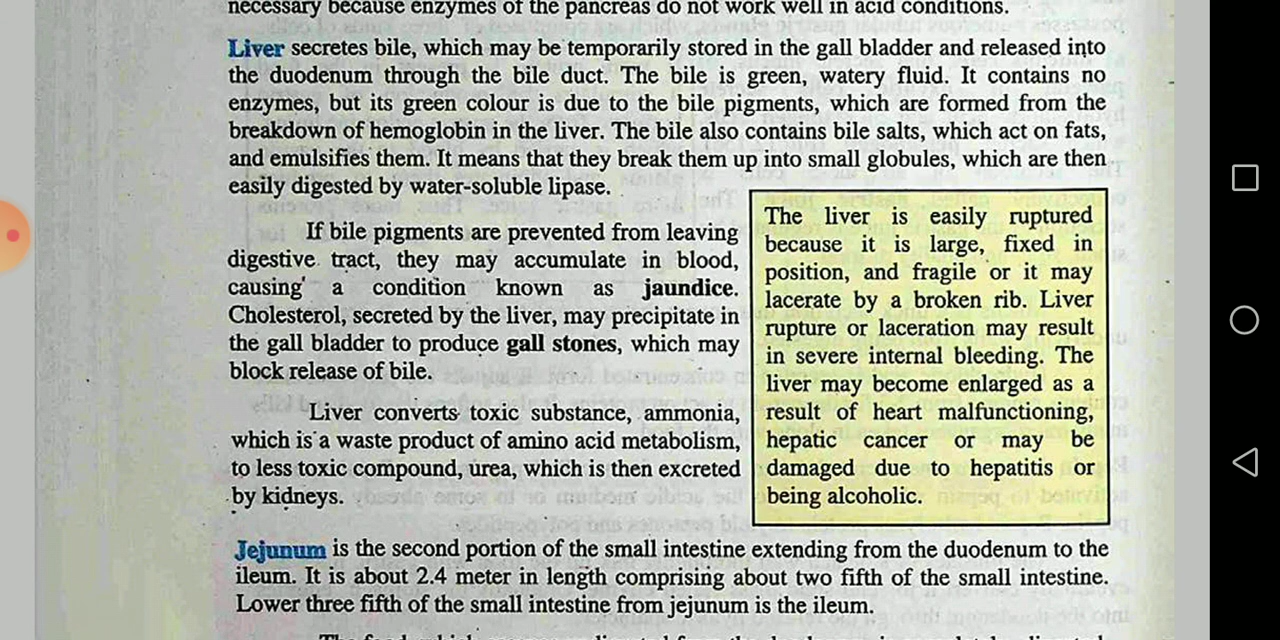 necessary because enzymes of the pancreas do not work well in acid conditions.
Liver secretes bile, which may be temporarily stored in the gall bladder and released into
the duodenum through the bile duct. The bile is green, watery fluid. It contains no
enzymes, but its green colour is due to the bile pigments, which are formed from the
breakdown of hemoglobin in the liver. The bile also contains bile salts, which act on fats,
and emulsifies them. It means that they break them up into small globules, which are then
easily digested by water-soluble lipase.
If bile pigments are prevented from leaving
digestive tract, they may accumulate in blood,
causing a condition known as jaundice.
Cholesterol, secreted by the liver, may precipitate in
the gall bladder to produce gall stones, which may
block release of bile.
Liver converts toxic substance, ammonia,
which is a waste product of amino acid metabolism,
to less toxic compound, urea, which is then excreted
by kidneys.
The liver is easily ruptured
because it is large, fixed in
position, and fragile or it may
lacerate by a broken rib. Liver
rupture or laceration may result
in severe internal bleeding. The
liver may become enlarged as a
result of heart malfunctioning,
hepatic cancer or may be
damaged due to hepatitis or
being alcoholic.
Jejunum is the second portion of the small intestine extending from the duodenum to the
ileum. It is about 2.4 meter in length comprising about two fifth of the small intestine.
Lower three fifth of the small intestine from jejunum is the ileum.